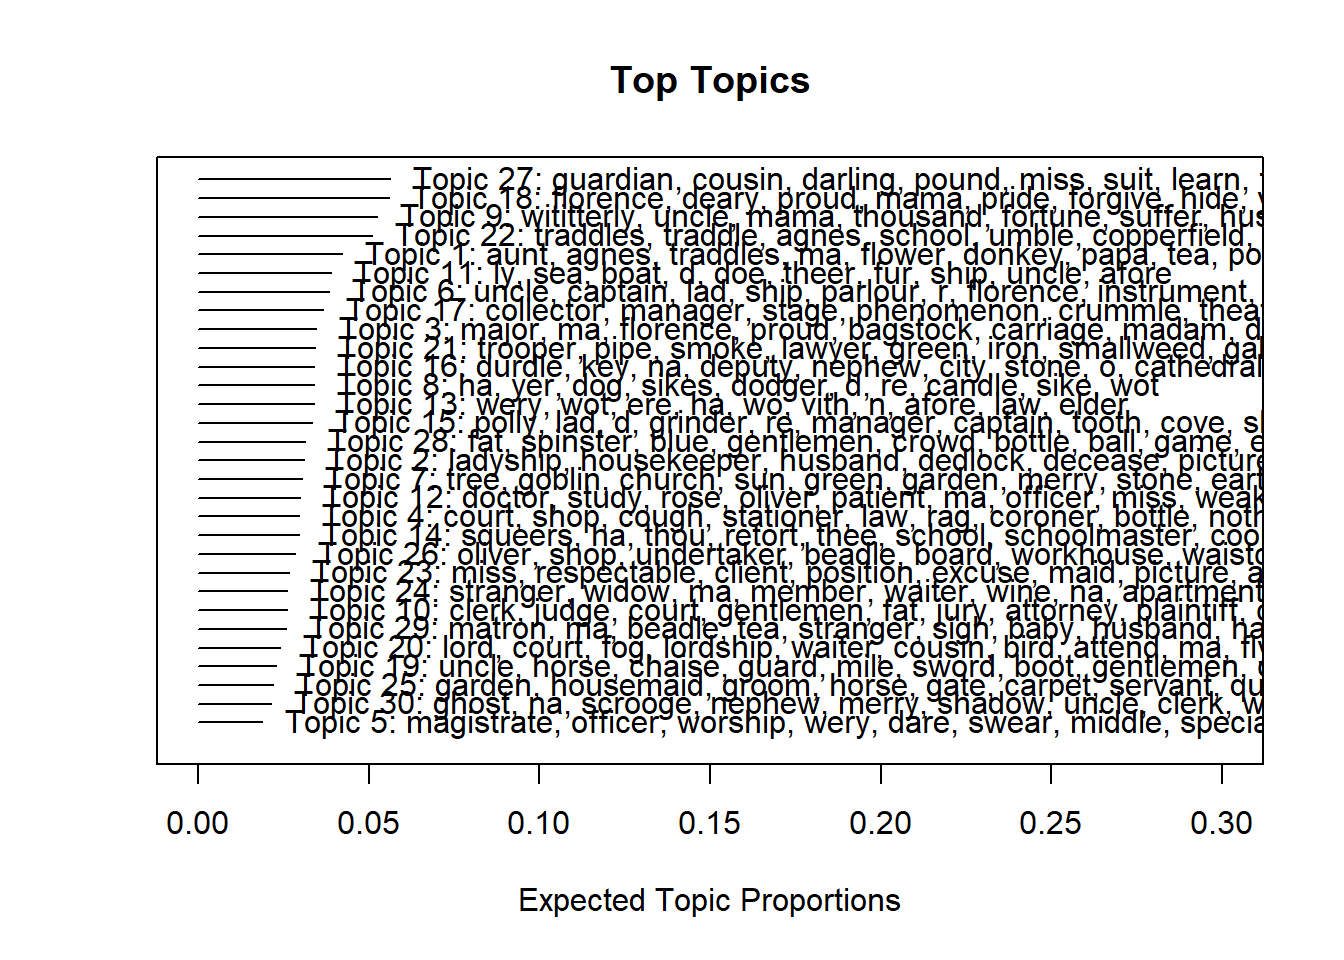 Top Topics
Topic 27: guardian, cousin, darling, pound, miss, suit, learn,
Topic 18: florence, deary, proud, mama, pride, forgive, hide,
Topic 9: wititterly, uncle, mama, thousand, fortune, suffer, hus
Topic 22: traddles, traddle, agnes, school, umble, copperfield,
Topic 1: aunt, agnes, traddles, ma, flower, donkey, papa, tea, po
Topic 11: ly, sea, boat, d, doe, theer, fur, ship, uncle, afore
Topic 6: uncle, captain, lad, ship, parlour, r, florence, instrument,
Topic 17: collector, manager, stage, phenomenon, crummle, theat
Topic 3: major, ma, florence, proud, bagstock, carriage, madam, d
Topic 21: trooper, pipe, smoke, lawyer, green, iron, smallweed, gal
Topic 16: durdle, key, na, deputy, nephew, city, stone, o, cathedral
Topic 8: ha, yer, dog, sikes, dodger, d, re, candle, sike, wot
Topic 13: wery, wot, ere, ha, wo, vith, n, afore, law, elder
Topic 15: polly, lad, d, grinder, re, manager, captain, tooth, cove, sl
Topic 28: fat, spinster, blue, gentlemen, crowd, bottle, ball, game, e
Topic 2: ladyship, housekeeper, husband, dedlock, decease, picture
Topic 7: tree, goblin, church, sun, green, garden, merry, stone, eart
Topic 12: doctor, study, rose, oliver, patient, ma, officer, miss, weak
Topic 4: court, shop, cough, stationer, law, rag, coroner, bottle, noth
Topic 14: squeers, ha, thou, retort, thee, school, schoolmaster, coo
Topic 26: oliver, shop, undertaker, beadle, board, workhouse, waistc
Topic 23: miss, respectable, client, position, excuse, maid, picture, a
Topic 24: stranger, widow, ma, member, waiter, wine, na, apartment
Topic 10: clerk, judge, court, gentlemen, fat, jury, attorney, plaintiff,
Topic 29: matron, ma, beadle, tea, stranger, sigh, baby, husband, ha
Topic 20: lord, court, fog, lordship, waiter, cousin, bird, attend, ma, fly
Topic 19: uncle, horse, chaise, guard, mile, sword, boot, gentlemen,
Topic 25: garden, housemaid, groom, horse, gate, carpet, servant, qu
Topic 30: ghost, na, scrooge, nephew, merry, shadow, uncle, clerk, w
Topic 5: magistrate, officer, worship, wery, dare, swear, middle, specia
0.00 0.05 0.10 0.15 0.20 0.25 0.30
Expected Topic Proportions